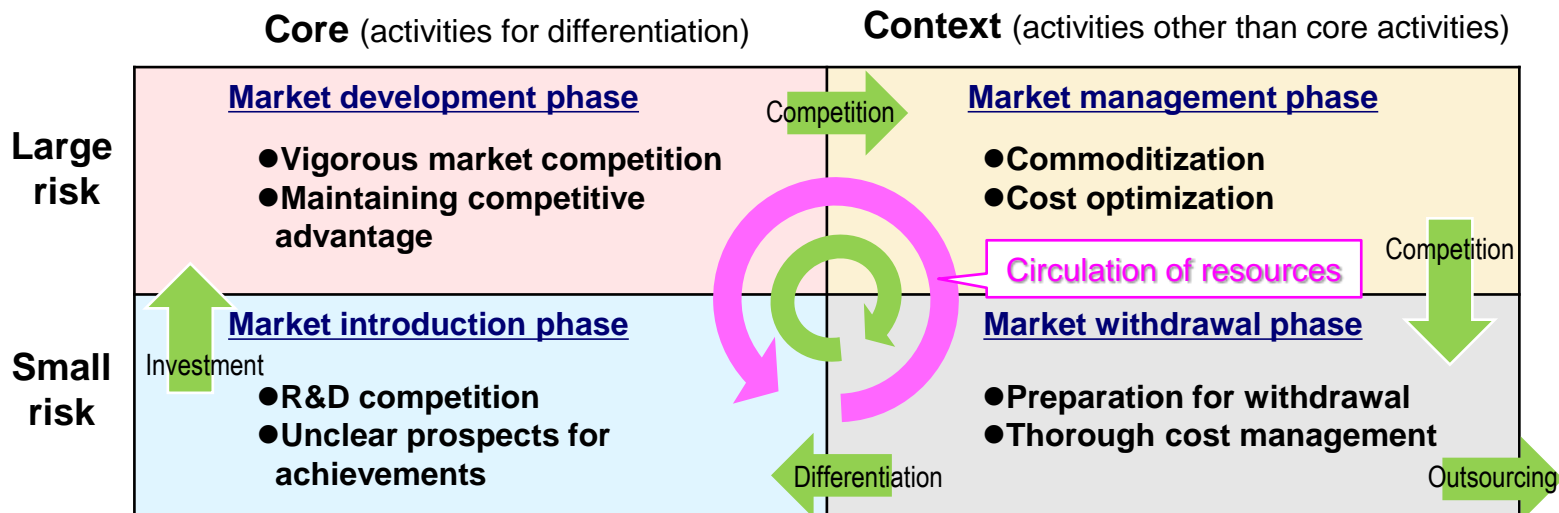 Core (activities for differentiation)
Context (activities other than core activities)
Large
risk
Market development phase
●Vigorous market competition
●Maintaining competitive
advantage
Competition
Market management phase
●Commoditization
●Cost optimization
Competition
Circulation of resources
Small
risk
Investment
Market introduction phase
●R&D competition
●Unclear prospects for
achievements
Differentiation
Market withdrawal phase
●Preparation for withdrawal
●Thorough cost management
Outsourcing